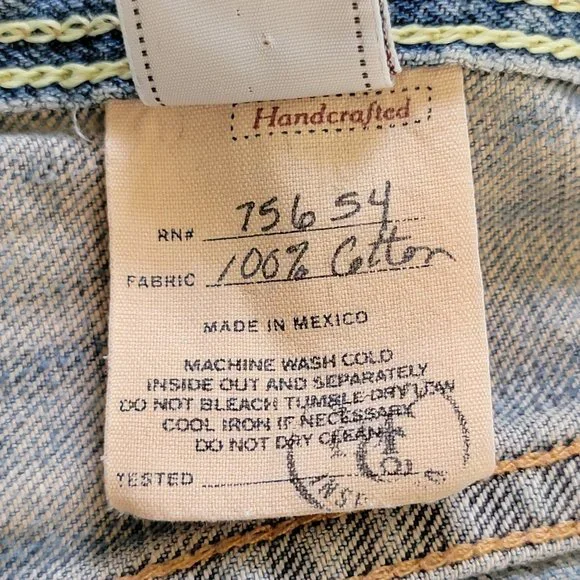 Handcrafted
RN# 75654
FABRIC 100% Cotton
MADE IN MEXICO
MACHINE WASH COLD
INSIDE OUT AND SEPARATELY
DO NOT BLEACH TUMBLE DRY LOW
COOL IRON IF NECESSARY
DO NOT DRY CLEAN
TESTED